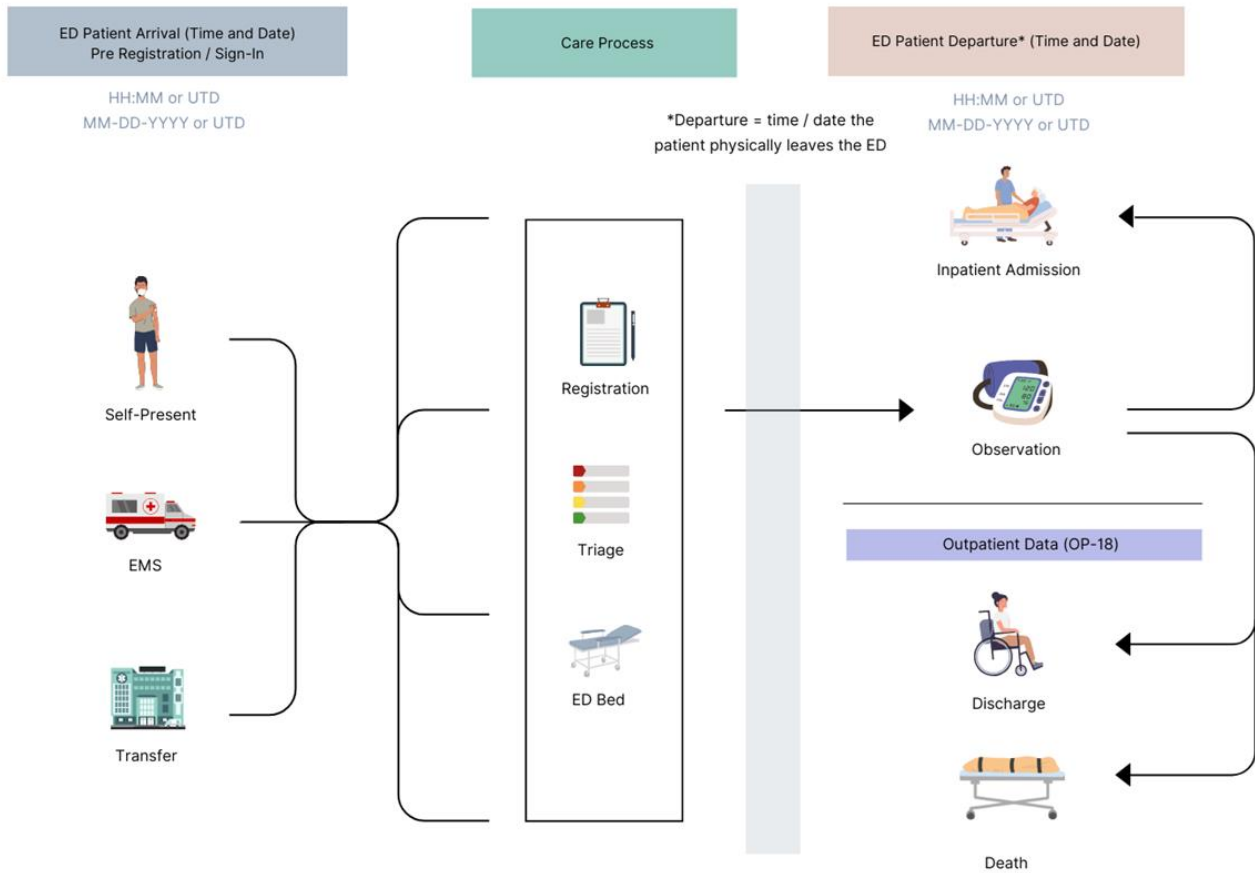 ED Patient Arrival (Time and Date)
Pre Registration / Sign-In
HH:MM or UTD
MM-DD-YYYY or UTD
Self-Present
EMS
Transfer
Care Process
Registration
Triage
ED Bed
*Departure = time / date the
patient physically leaves the ED
ED Patient Departure* (Time and Date)
HH:MM or UTD
MM-DD-YYYY or UTD
Inpatient Admission
120
80
Observation
Outpatient Data (OP-18)
Discharge
Death